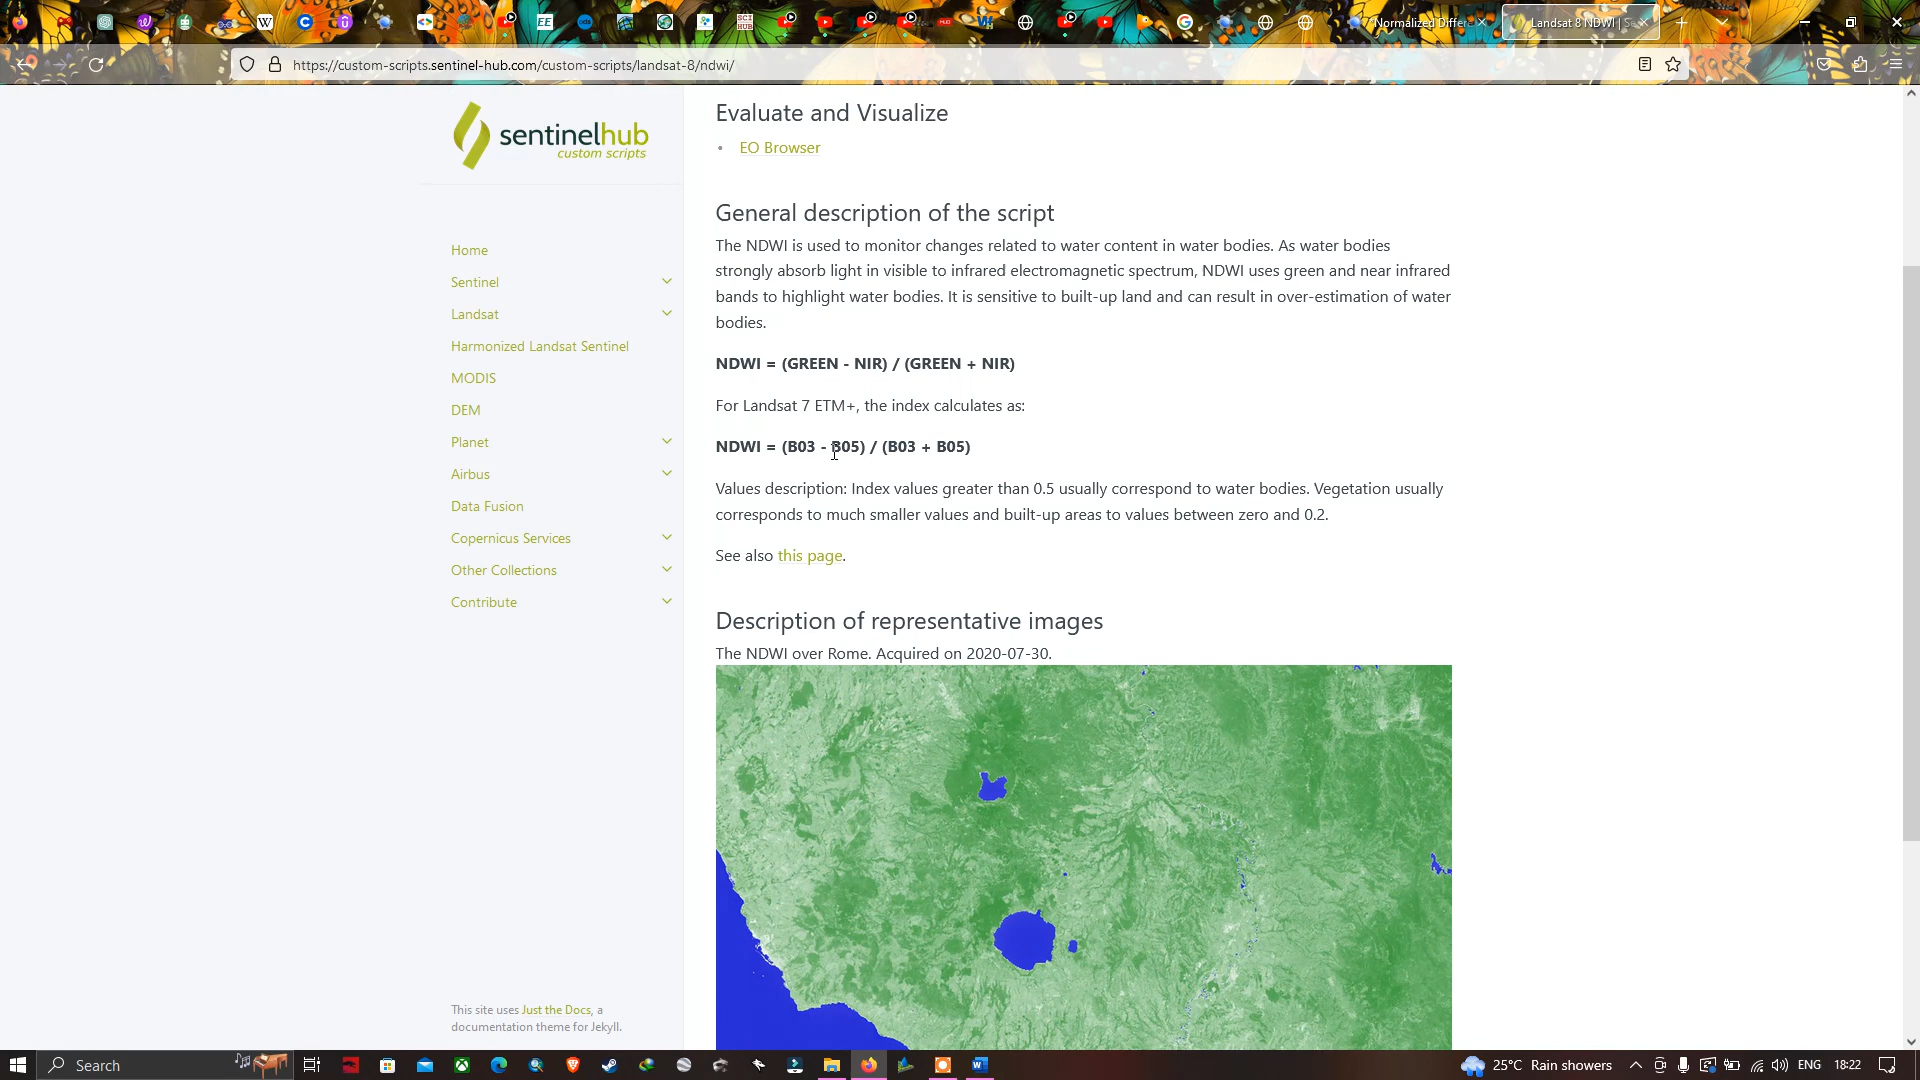 Normalized Differe
Landsat 8 NDWI | Se
https://custom-scripts.sentinel-hub.com/custom-scripts/landsat-8/ndwi/
sentinelhub
custom scripts
Home
Sentinel
Landsat
Harmonized Landsat Sentinel
MODIS
DEM
Planet
Airbus
Data Fusion
Copernicus Services
Other Collections
Contribute
This site uses Just the Docs, a
documentation theme for Jekyll.
Evaluate and Visualize
• EO Browser
General description of the script
The NDWI is used to monitor changes related to water content in water bodies. As water bodies
strongly absorb light in visible to infrared electromagnetic spectrum, NDWI uses green and near infrared
bands to highlight water bodies. It is sensitive to built-up land and can result in over-estimation of water
bodies.
NDWI = (GREEN - NIR) / (GREEN + NIR)
For Landsat 7 ETM+, the index calculates as:
NDWI = (B03 - B05) / (B03 + B05)
Values description: Index values greater than 0.5 usually correspond to water bodies. Vegetation usually
corresponds to much smaller values and built-up areas to values between zero and 0.2.
See also this page.
Description of representative images
The NDWI over Rome. Acquired on 2020-07-30.
Search
25°C Rain showers
ENG
18:22